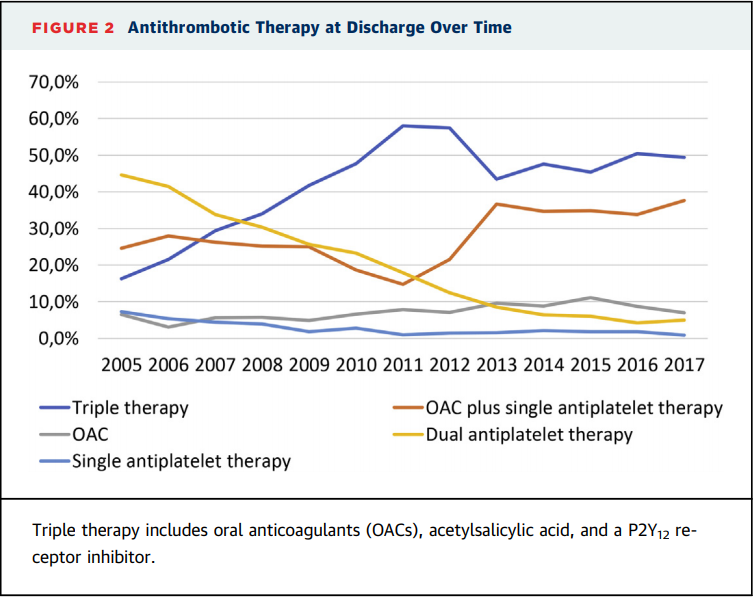 FIGURE 2 Antithrombotic Therapy at Discharge Over Time
70,0%
60,0%
50,0%
40,0%
30,0%
20,0%
10,0%
0,0%
2005 2006 2007 2008 2009 2010 2011 2012 2013 2014 2015 2016 2017
Triple therapy
OAC plus single antiplatelet therapy
OAC
Dual antiplatelet therapy
Single antiplatelet therapy
Triple therapy includes oral anticoagulants (OACs), acetylsalicylic acid, and a P2Y₁₂ re-
ceptor inhibitor.